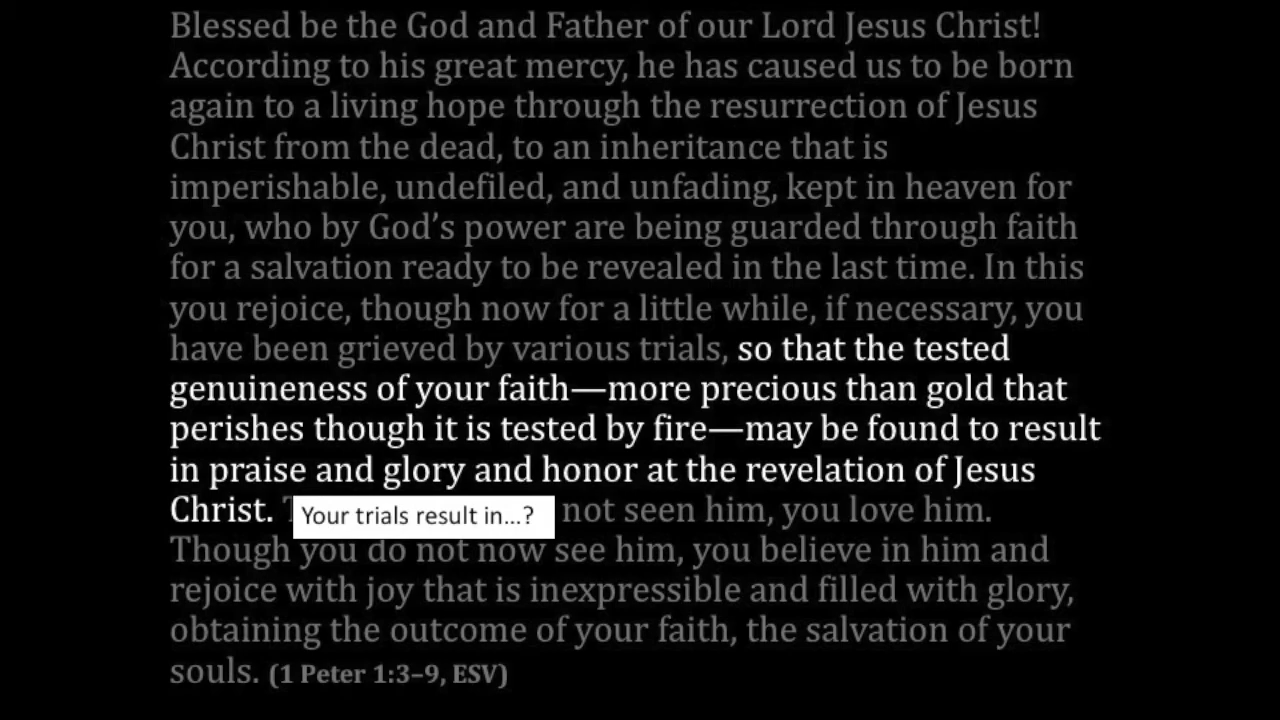 Blessed be the God and Father of our Lord Jesus Christ!
According to his great mercy, he has caused us to be born
again to a living hope through the resurrection of Jesus
Christ from the dead, to an inheritance that is
imperishable, undefiled, and unfading, kept in heaven for
you, who by God’s power are being guarded through faith
for a salvation ready to be revealed in the last time. In this
you rejoice, though now for a little while, if necessary, you
have been grieved by various trials, so that the tested
genuineness of your faith—more precious than gold that
perishes though it is tested by fire—may be found to result
in praise and glory and honor at the revelation of Jesus
Christ. Your trials result in...? not seen him, you love him.
Though you do not now see him, you believe in him and
rejoice with joy that is inexpressible and filled with glory,
obtaining the outcome of your faith, the salvation of your
souls. (1 Peter 1:3–9, ESV)